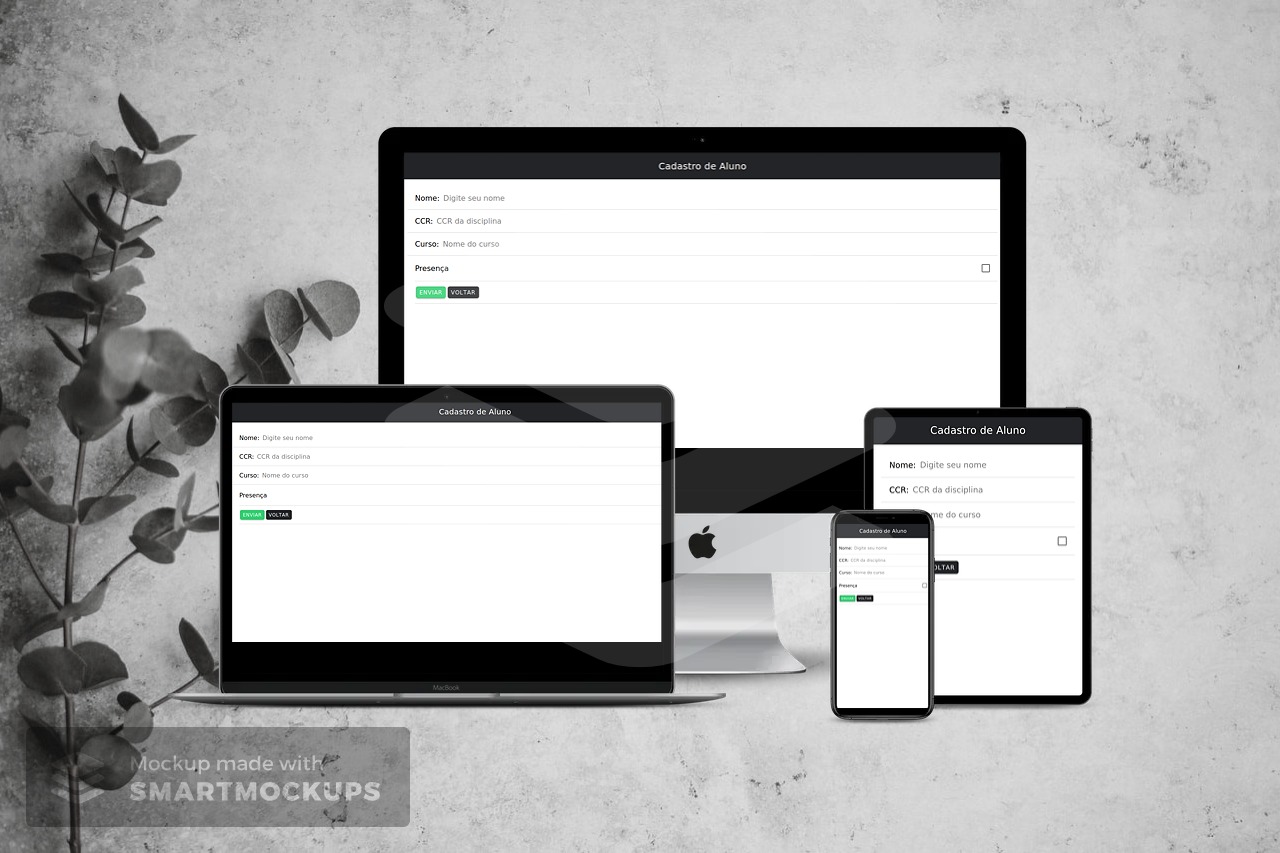 Cadastro de Aluno
Nome: Digite seu nome
CCR: CCR da disciplina
Curso: Nome do curso
Presença
ENVIAR VOLTAR
Cadastro de Aluno
Nome: Digite seu nome
CCR: CCR da disciplina
Curso: Nome do curso
Presença
ENVIAR VOLTAR
MacBook
Cadastro de Aluno
Nome: Digite seu nome
CCR: CCR da disciplina
me do curso
OLTAR
Cadastro de Aluno
Nome: Digite seu nome
CCR: CCR da disciplina
Curso: Nome do curso
Presença
ENVIAR VOLTAR
Mockup made with
SMARTMOCKUPS